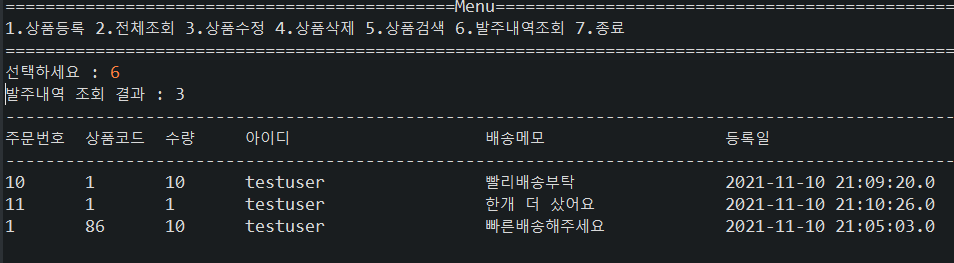 =============================================Menu==============================================
1.상품등록 2.전체조회 3.상품수정 4.상품삭제 5.상품검색 6.발주내역조회 7.종료
===============================================================================================
선택하세요 : 6
발주내역 조회 결과 : 3
-----------------------------------------------------------------------------------------------
주문번호 상품코드 수량 아이디 배송메모 등록일
-----------------------------------------------------------------------------------------------
10 1 10 testuser 빨리배송부탁 2021-11-10 21:09:20.0
11 1 1 testuser 한개 더 샀어요 2021-11-10 21:10:26.0
1 86 10 testuser 빠른배송해주세요 2021-11-10 21:05:03.0